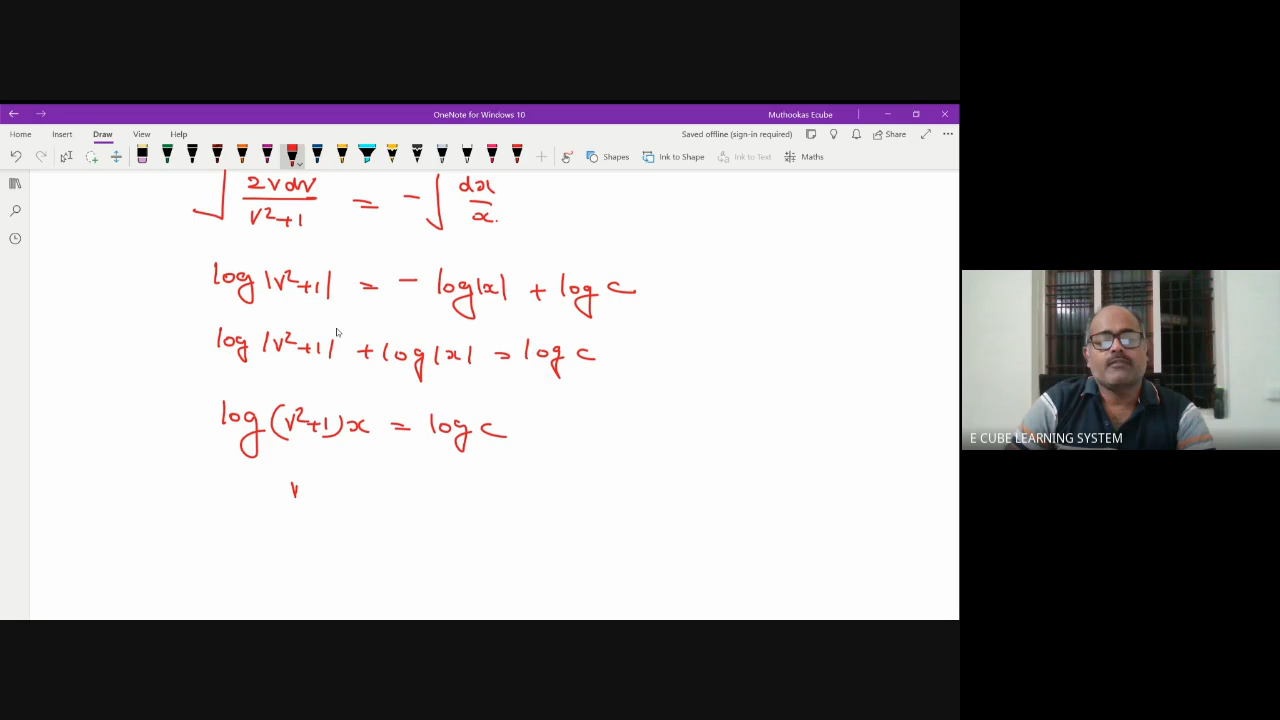 OneNote for Windows 10
Muthookas Ecube
Home Insert Draw View Help
Saved offline (sign-in required) Share
Shapes Ink to Shape Ink to Text Maths
∫ 2vdv/v²+1 = - ∫ dx/x.
log |v²+1| = - log|x| + log c
log |v²+1| + log |x| = log c
log (v²+1)x = log c
v
E CUBE LEARNING SYSTEM